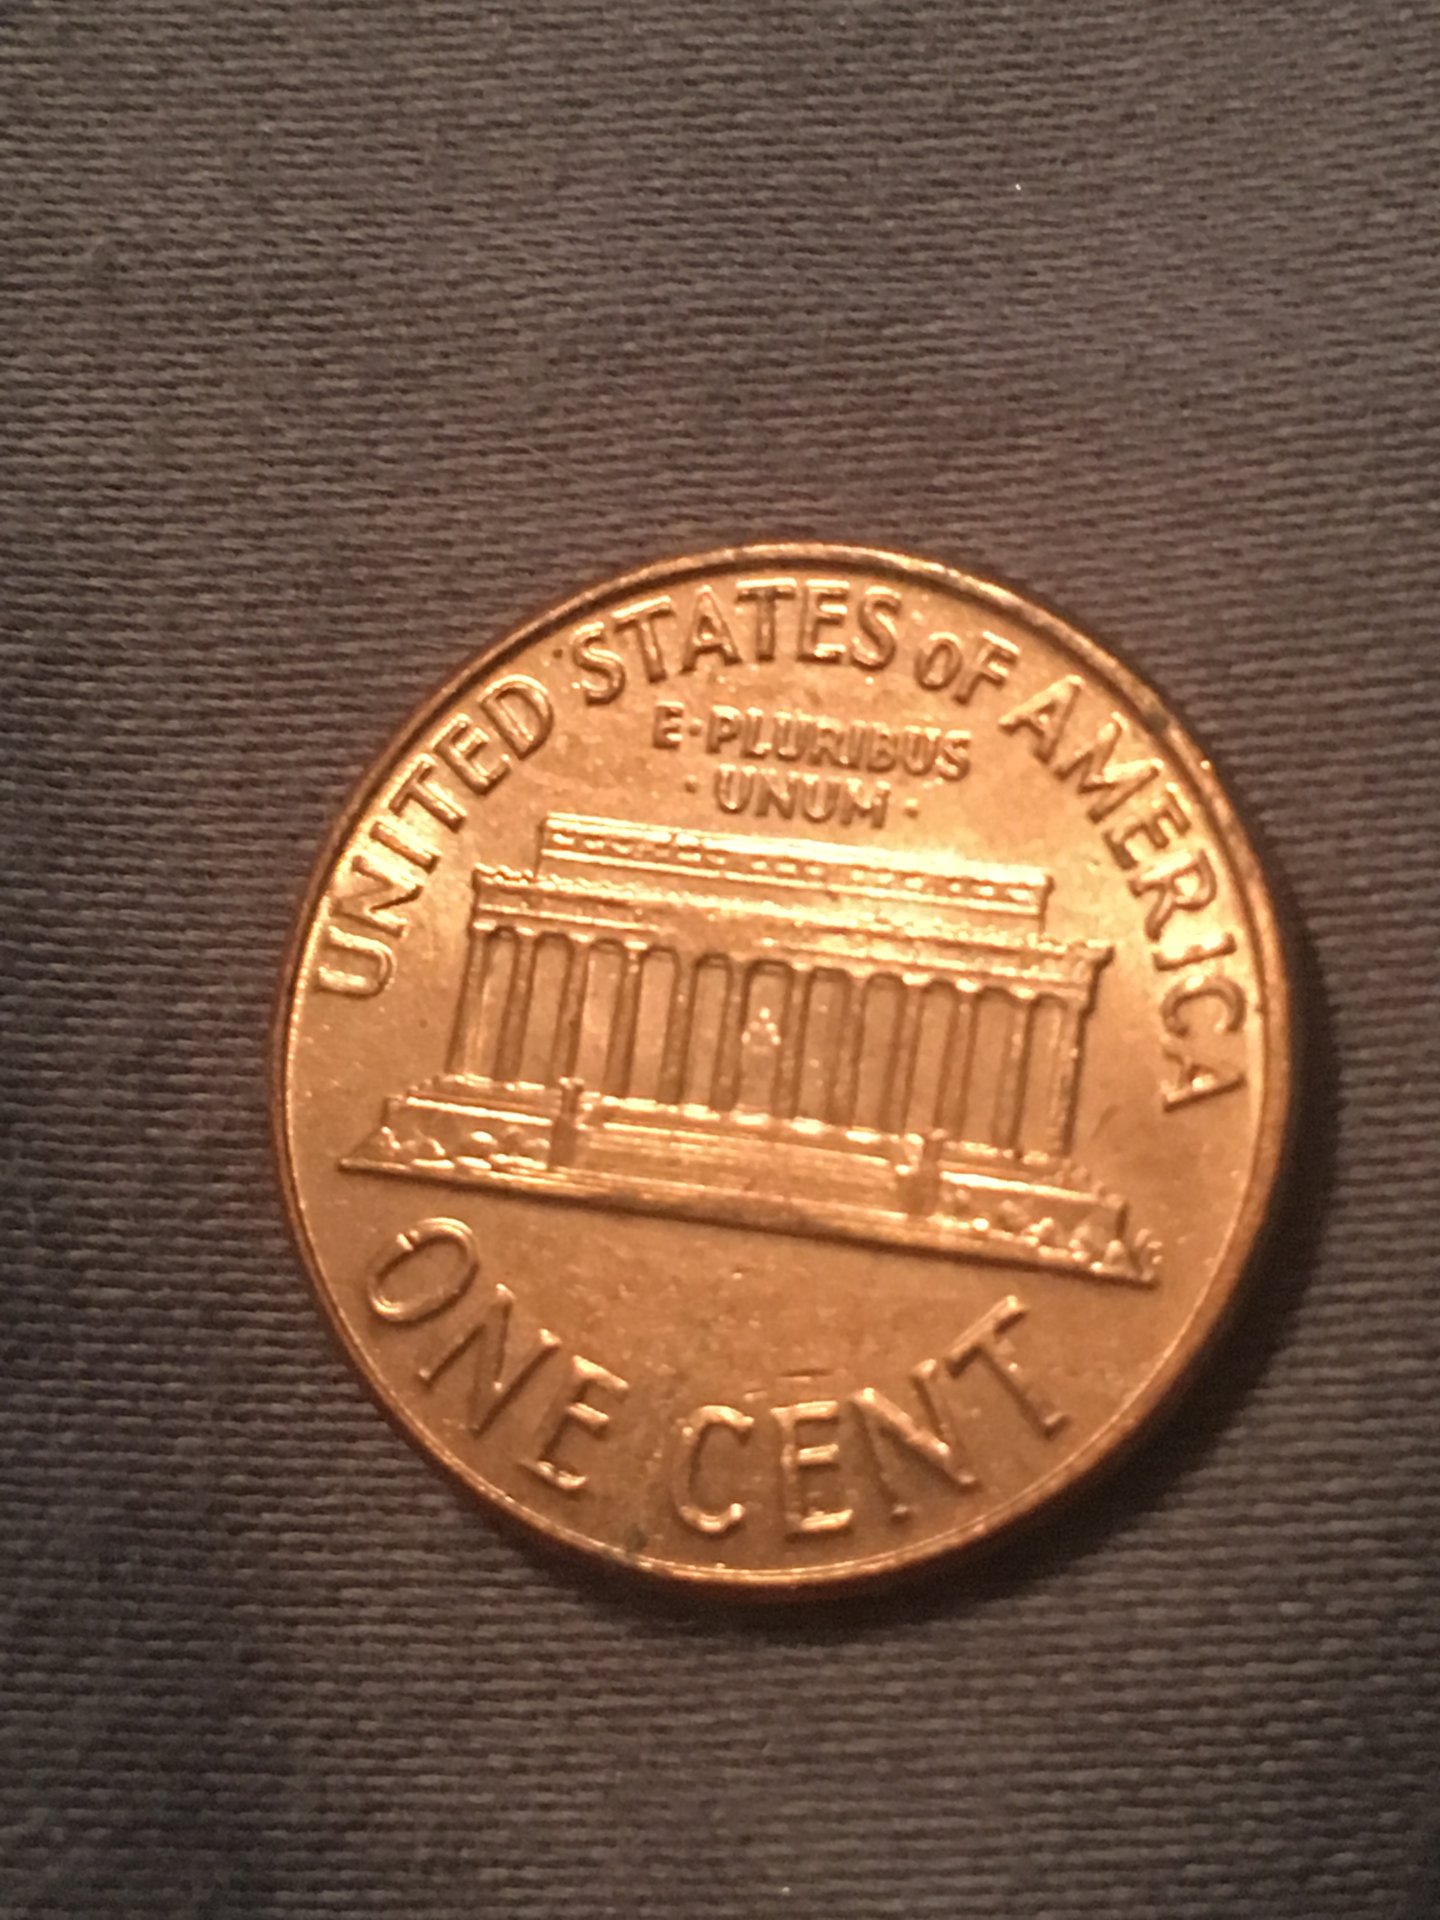 UNITED STATES OF AMERICA
E·PLURIBUS
·UNUM·
ONE CENT